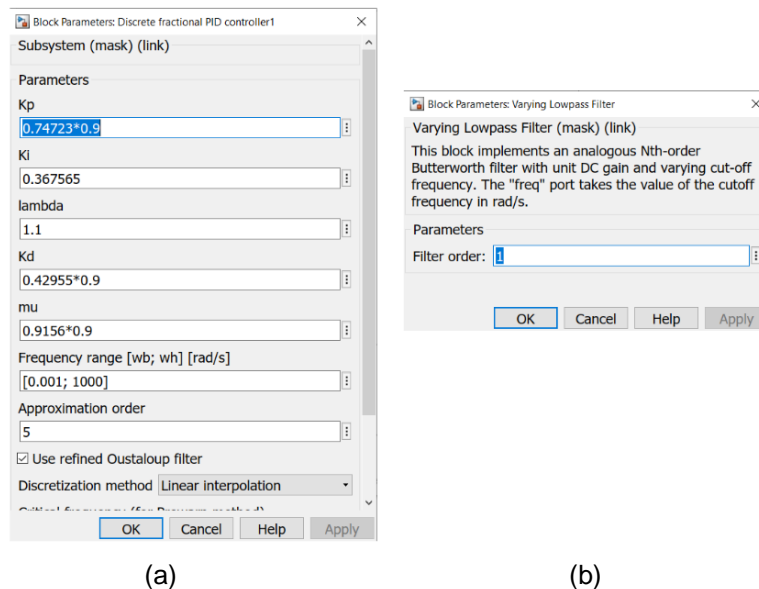 Block Parameters: Discrete fractional PID controller1
Subsystem (mask) (link)
Parameters
Kp
0.74723*0.9
Ki
0.367565
lambda
1.1
Kd
0.42955*0.9
mu
0.9156*0.9
Frequency range [wb; wh] [rad/s]
[0.001; 1000]
Approximation order
5
Use refined Oustaloup filter
Discretization method Linear interpolation
Critical frequency (for Prewarp method)
OK Cancel Help Apply
(a)
Block Parameters: Varying Lowpass Filter
Varying Lowpass Filter (mask) (link)
This block implements an analogous Nth-order
Butterworth filter with unit DC gain and varying cut-off
frequency. The "freq" port takes the value of the cutoff
frequency in rad/s.
Parameters
Filter order: 1
OK Cancel Help Apply
(b)